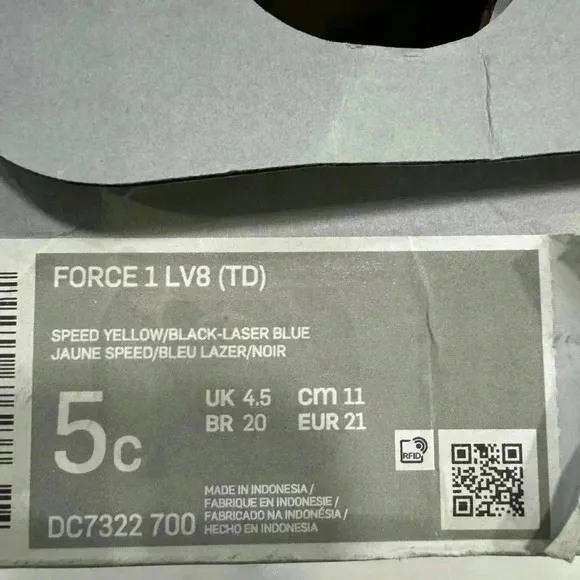 FORCE 1 LV8 (TD)
SPEED YELLOW/BLACK-LASER BLUE
JAUNE SPEED/BLEU LAZER/NOIR
5C
UK 4.5 CM 11
BR 20 EUR 21
RFID
MADE IN INDONESIA /
FABRIQUE EN INDONESIE /
FABRICADO NA INDONÉSIA /
HECHO EN INDONESIA
DC7322 700